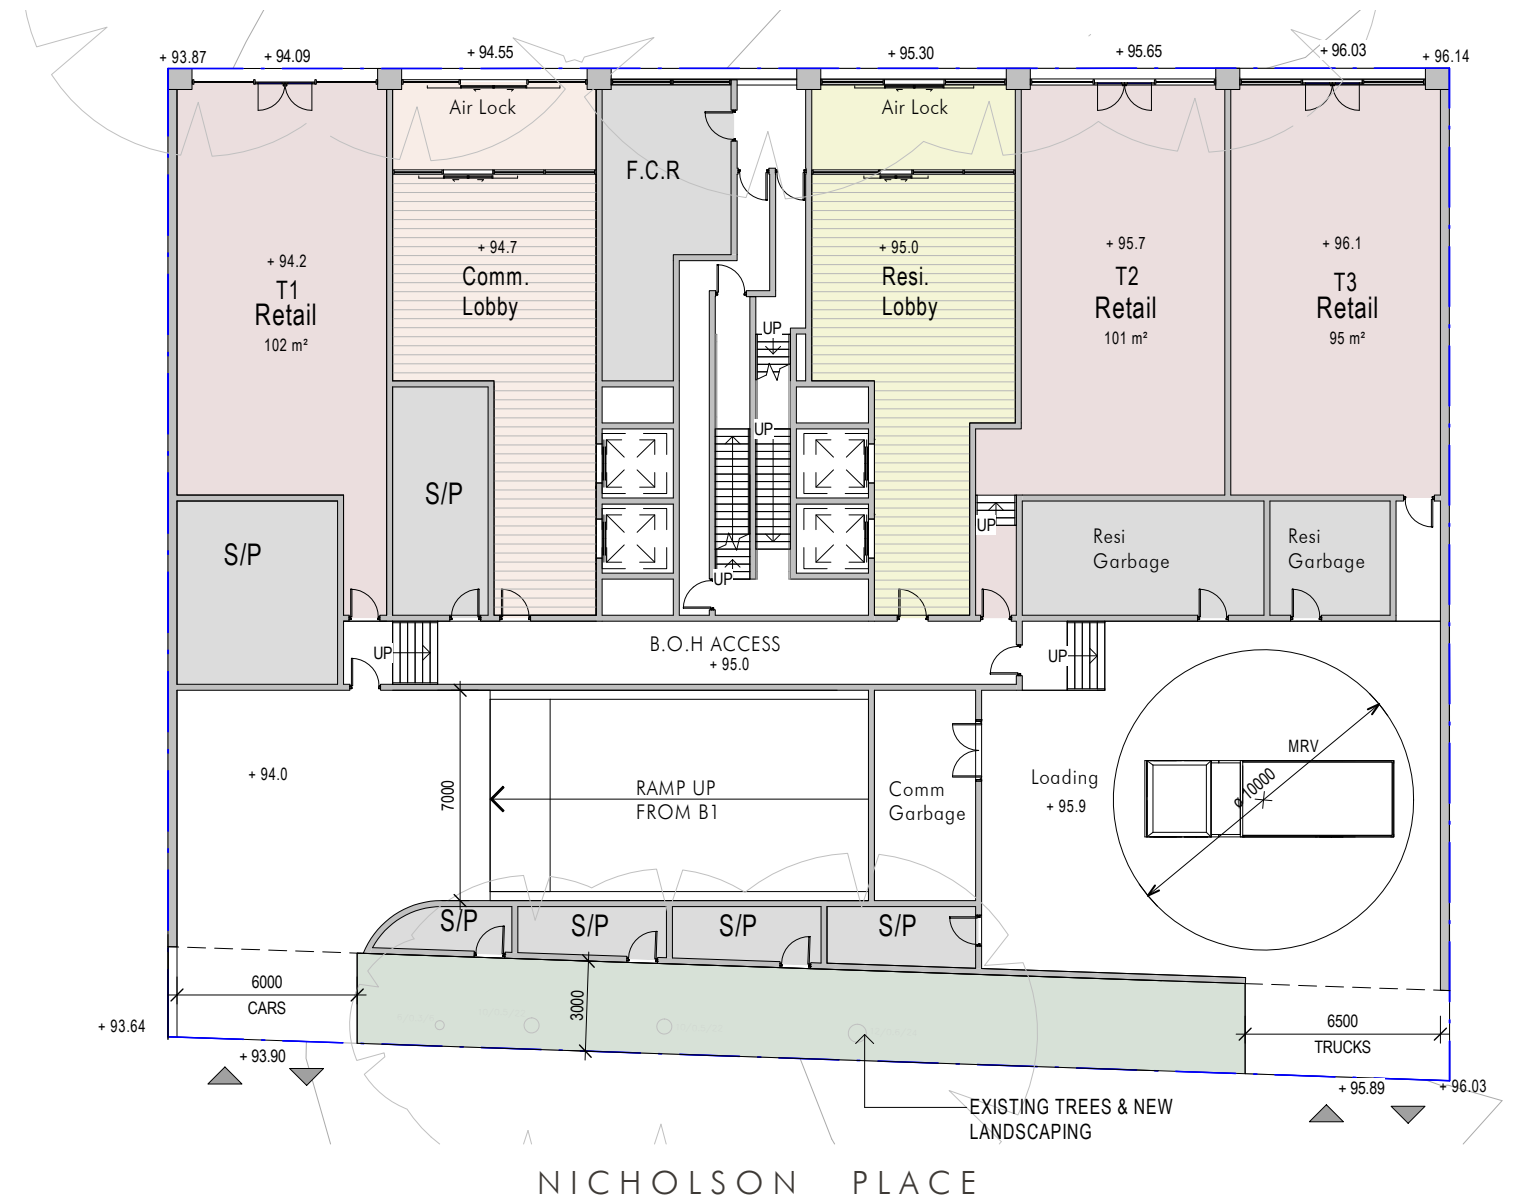 + 93.87
+ 94.09
+ 94.55
+ 95.30
+ 95.65
+ 96.03
+ 96.14
Air Lock
Air Lock
F.C.R
+ 94.2
T1
Retail
102 m²
+ 94.7
Comm.
Lobby
+ 95.0
Resi.
Lobby
+ 95.7
T2
Retail
101 m²
+ 96.1
T3
Retail
95 m²
UP
UP
S/P
S/P
UP
UP
Resi
Garbage
Resi
Garbage
UP
B.O.H ACCESS
+ 95.0
UP
+ 94.0
7000
RAMP UP
FROM B1
Comm
Garbage
Loading
+ 95.9
MRV
ø 10000
S/P
S/P
S/P
S/P
6000
CARS
3000
6500
TRUCKS
+ 93.64
+ 93.90
+ 95.89
+ 96.03
EXISTING TREES & NEW
LANDSCAPING
NICHOLSON PLACE